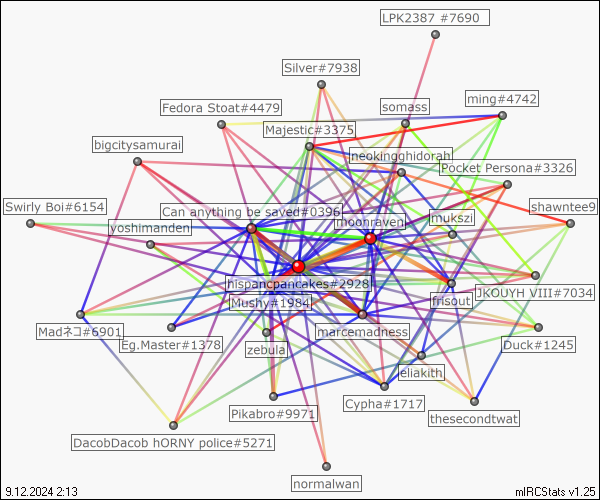 LPK2387 #7690
Silver#7938
Fedora Stoat#4479
somass
ming#4742
Majestic#3375
bigcitysamurai
neokingghidorah
Pocket Persona#3326
Swirly Boi#6154
Can anything be saved#0396
shawntee9
yoshimanden
moonraven
mukszi
hispancpancakes#2928
JKOUYH VIII#7034
Mushy#1984
frisout
Madネコ#6901
Eg.Master#1378
marcemadness
zebula
Duck#1245
eliakith
Pikabro#9971
Cypha#1717
thesecondtwat
DacobDacob hORNY police#5271
normalwan
9.12.2024 2:13
mIRCStats v1.25